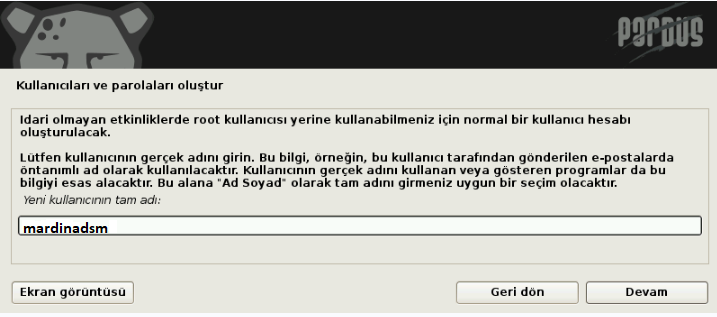 PARDUS
Kullanıcıları ve parolaları oluştur
Idari olmayan etkinliklerde root kullanıcısı yerine kullanabilmeniz için normal bir kullanıcı hesabı
oluşturulacak.
Lütfen kullanıcının gerçek adını girin. Bu bilgi, örneğin, bu kullanıcı tarafından gönderilen e-postalarda
öntanımlı ad olarak kullanılacaktır. Kullanıcının gerçek adını kullanan veya gösteren programlar da bu
bilgiyi esas alacaktır. Bu alana "Ad Soyad" olarak tam adını girmeniz uygun bir seçim olacaktır.
Yeni kullanıcının tam adı:
mardinadsm
Ekran görüntüsü Geri dön Devam